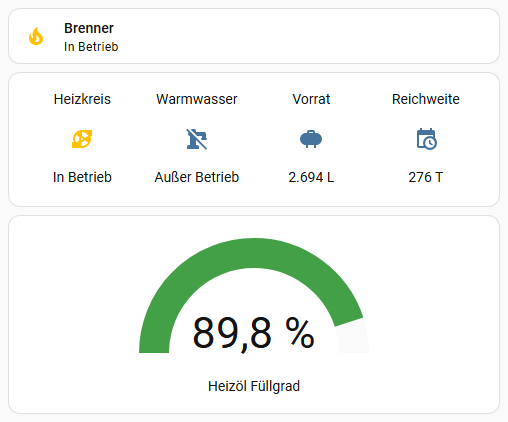 Brenner
In Betrieb
Heizkreis Warmwasser Vorrat Reichweite
In Betrieb Außer Betrieb 2.694 L 276 T
89,8 %
Heizöl Füllgrad